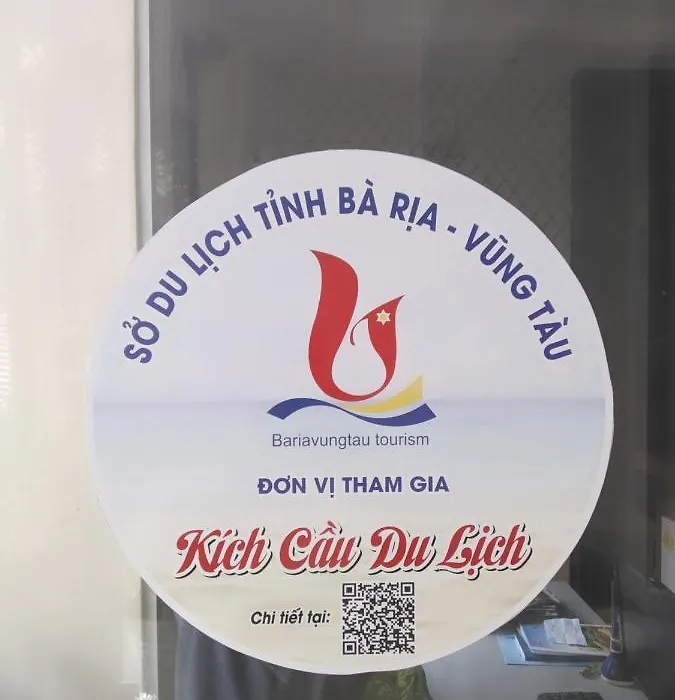 SỞ DU LỊCH TỈNH BÀ RỊA - VŨNG TÀU
Bariavungtau tourism
ĐƠN VỊ THAM GIA
Kích Cầu Du Lịch
Chi tiết tại: